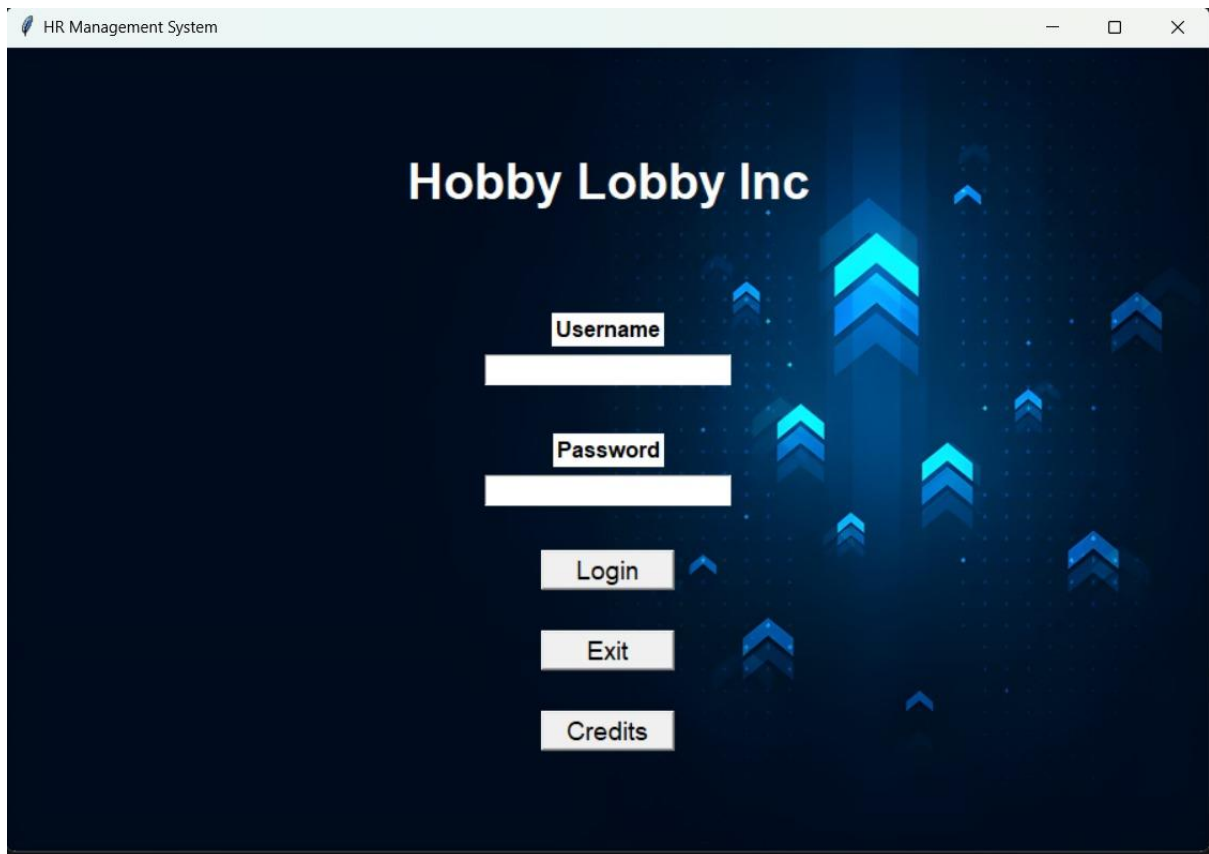 HR Management System
Hobby Lobby Inc
Username
Password
Login
Exit
Credits